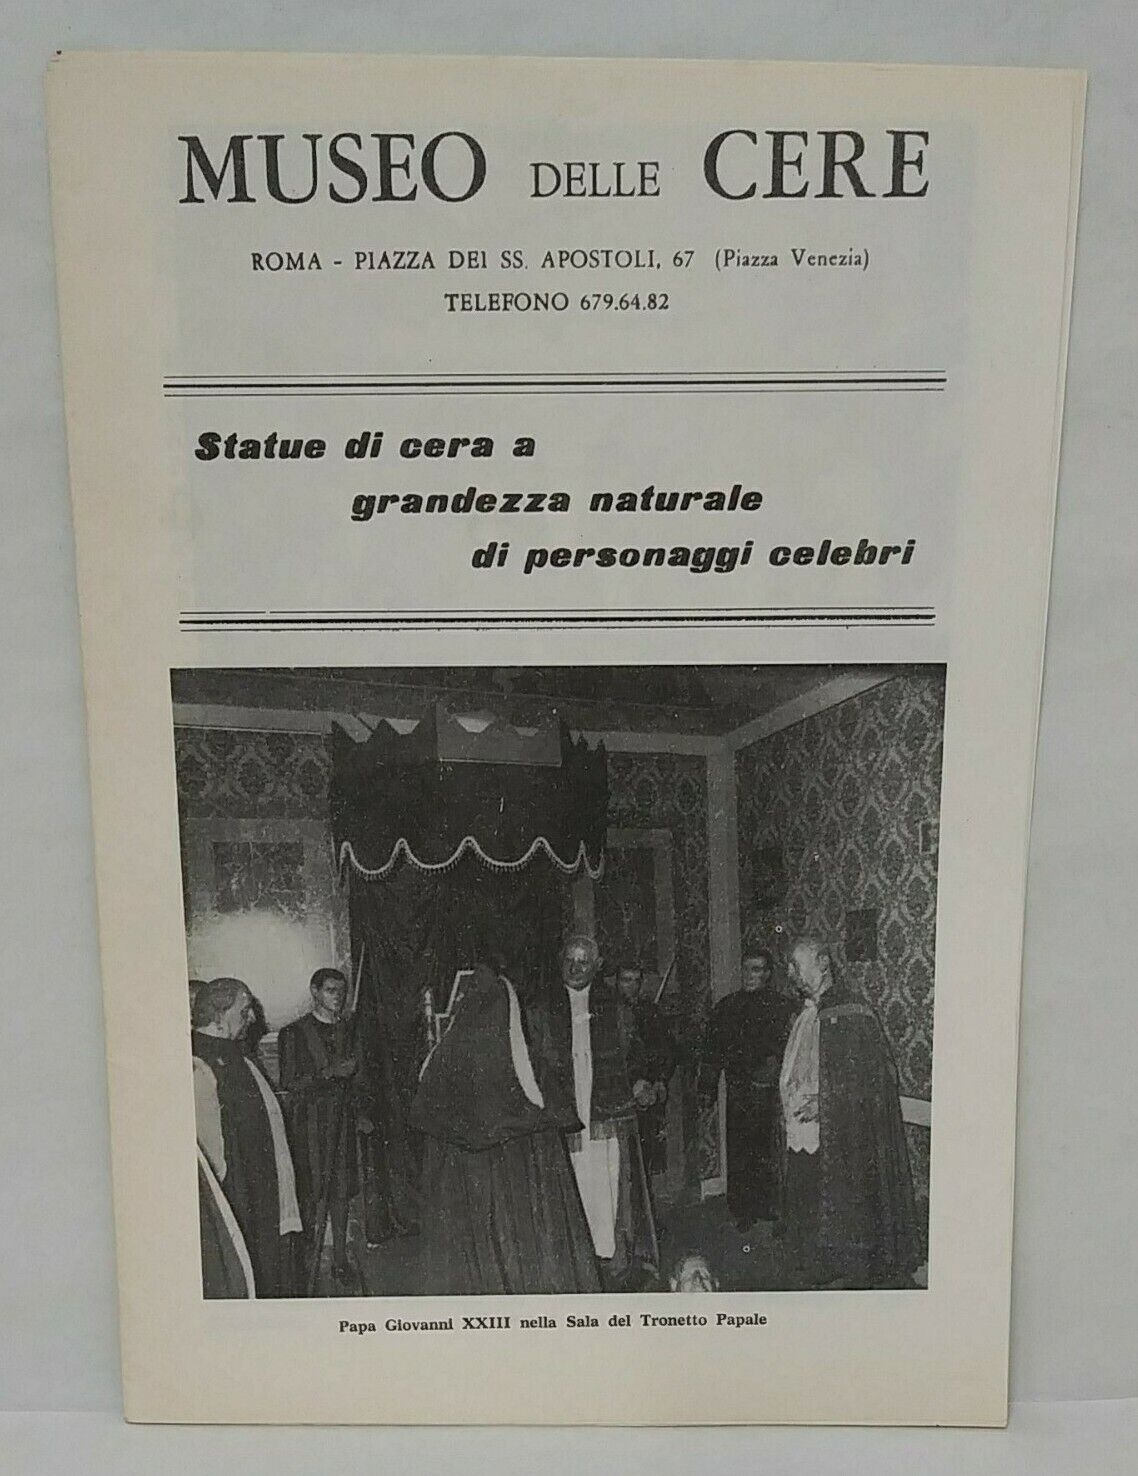 MUSEO DELLE CERE
ROMA - PIAZZA DEI SS. APOSTOLI, 67 (Piazza Venezia)
TELEFONO 679.64.82
Statue di cera a
grandezza naturale
di personaggi celebri
Papa Giovanni XXIII nella Sala del Tronetto Papale